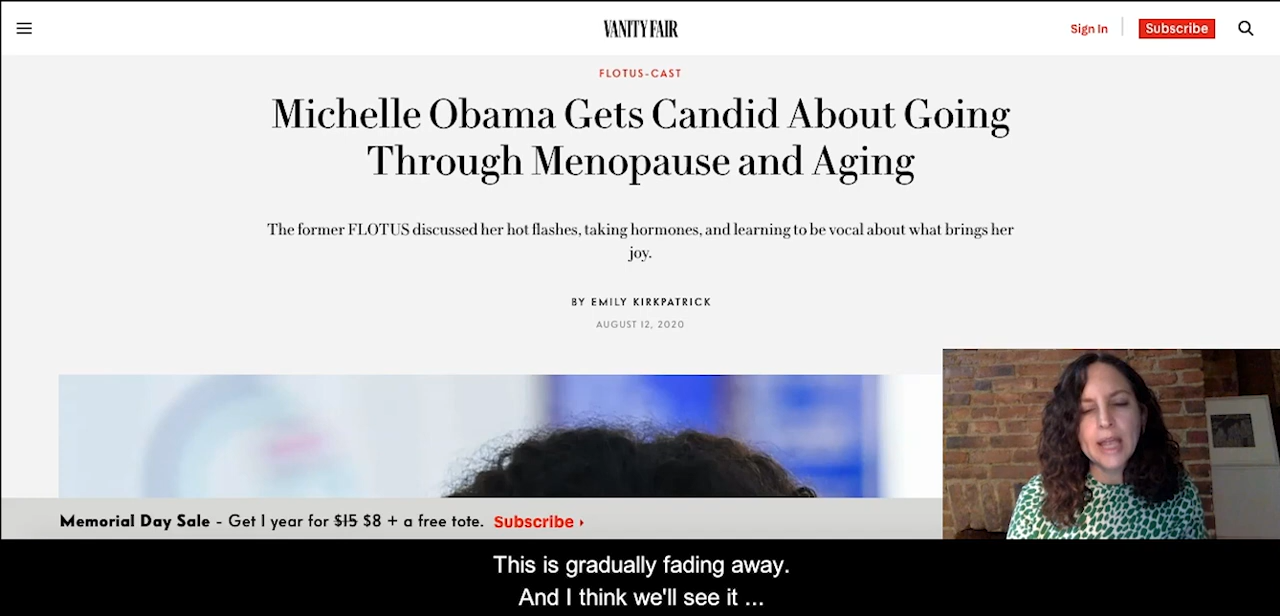 VANITY FAIR
Sign In
Subscribe
FLOTUS-CAST
Michelle Obama Gets Candid About Going
Through Menopause and Aging
The former FLOTUS discussed her hot flashes, taking hormones, and learning to be vocal about what brings her
joy.
BY EMILY KIRKPATRICK
AUGUST 12, 2020
Memorial Day Sale - Get 1 year for $15 $8 + a free tote. Subscribe ›
This is gradually fading away.
And I think we'll see it ...